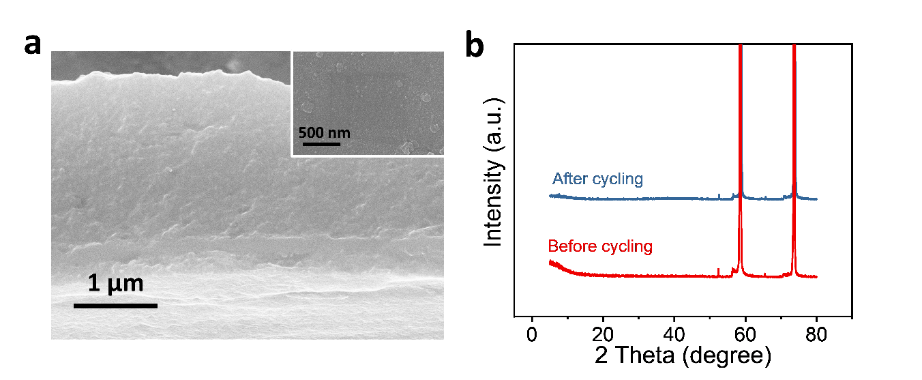 a
500 nm
1 μm
b
Intensity (a.u.)
After cycling
Before cycling
0 20 40 60 80
2 Theta (degree)